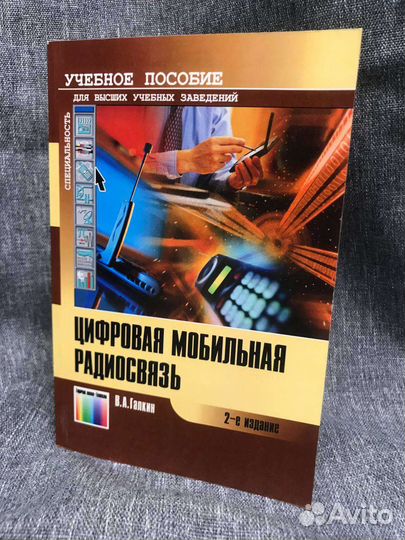 УЧЕБНОЕ ПОСОБИЕ
ДЛЯ ВЫСШИХ УЧЕБНЫХ ЗАВЕДЕНИЙ
СПЕЦИАЛЬНОСТЬ
ЦИФРОВАЯ МОБИЛЬНАЯ
РАДИОСВЯЗЬ
В.А.Галкин
2-е издание
Avito